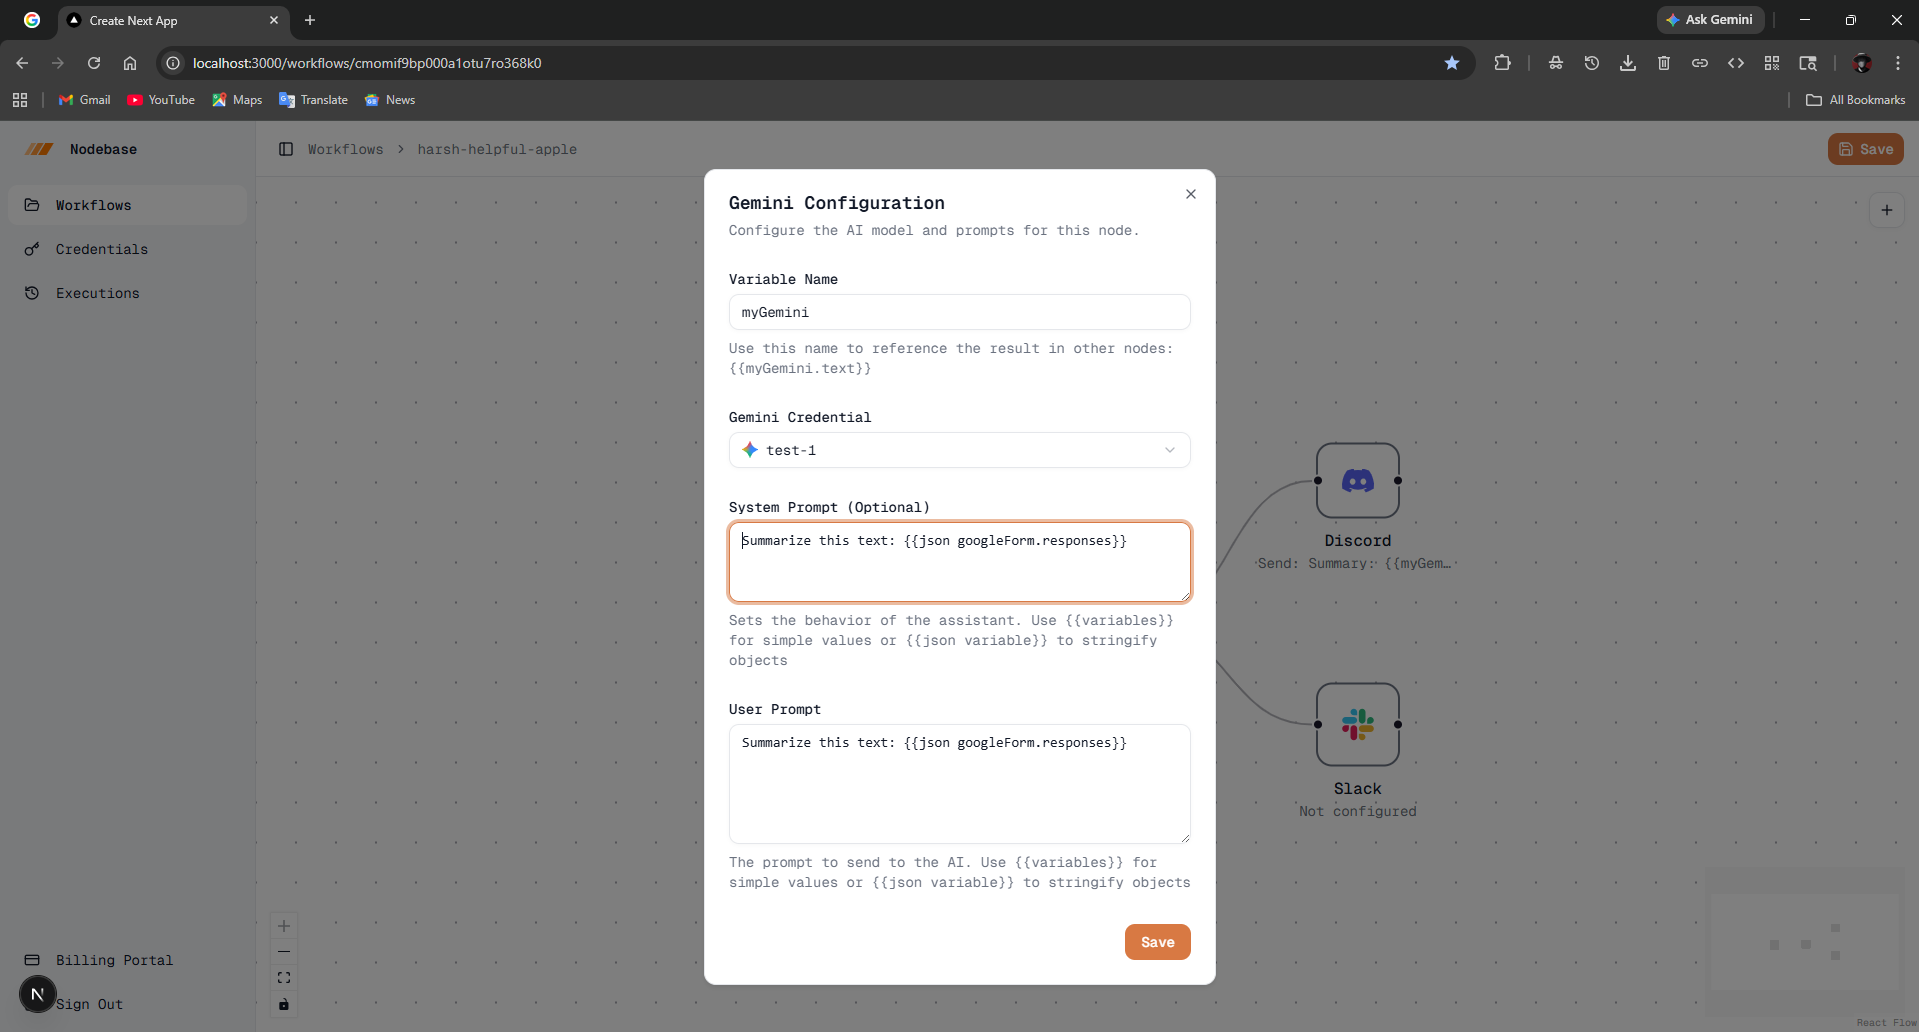 Create Next App
Ask Gemini
localhost:3000/workflows/cmomif9bp000a1otu7ro368k0
Gmail
YouTube
Maps
Translate
News
All Bookmarks
Nodebase
Workflows > harsh-helpful-apple
Save
Workflows
Credentials
Executions
Gemini Configuration
Configure the AI model and prompts for this node.
Variable Name
myGemini
Use this name to reference the result in other nodes:
{{myGemini.text}}
Gemini Credential
test-1
System Prompt (Optional)
Summarize this text: {{json googleForm.responses}}
Sets the behavior of the assistant. Use {{variables}}
for simple values or {{json variable}} to stringify
objects
User Prompt
Summarize this text: {{json googleForm.responses}}
The prompt to send to the AI. Use {{variables}} for
simple values or {{json variable}} to stringify objects
Save
Discord
Send: Summary: {{myGem…
Slack
Not configured
Billing Portal
N
Sign Out
React Flow